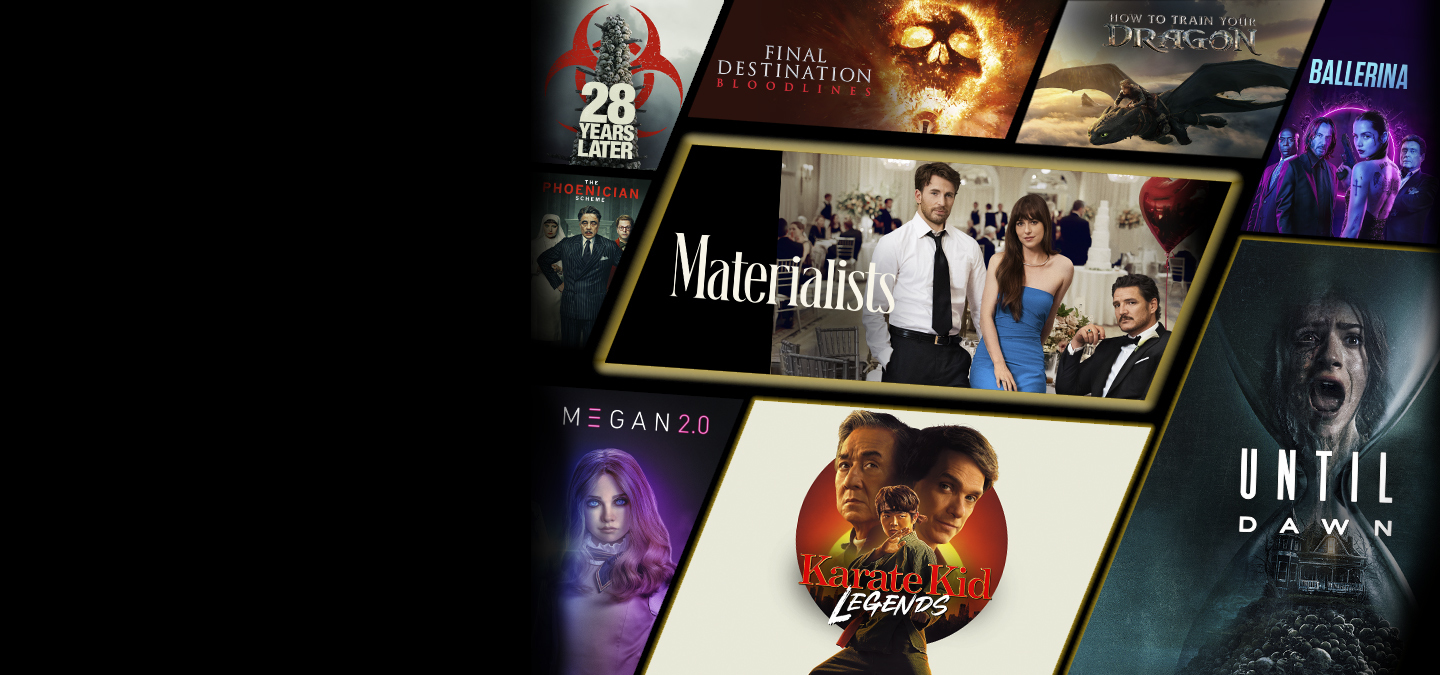 28
YEARS
LATER
FINAL
DESTINATION
BLOODLINES
HOW TO TRAIN YOUR
DRAGON
BALLERINA
THE
PHOENICIAN
SCHEME
Materialists
MEGAN 2.0
Karate Kid
LEGENDS
UNTIL
DAWN